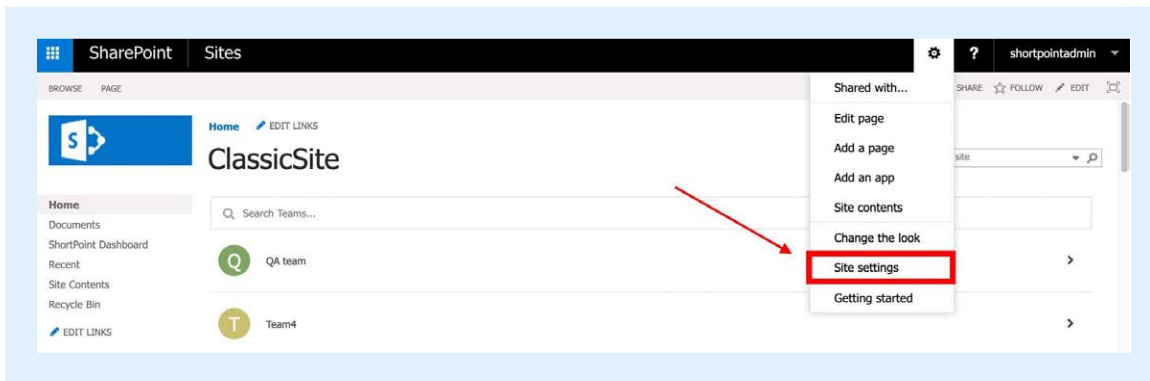 SharePoint Sites ? shortpointadmin
BROWSE PAGE SHARE FOLLOW EDIT
Shared with...
Edit page
Add a page
Add an app
Site contents
Change the look
Site settings
Getting started
S
Home EDIT LINKS
ClassicSite
site
Home
Documents
ShortPoint Dashboard
Recent
Site Contents
Recycle Bin
EDIT LINKS
Search Teams...
Q QA team
T Team4